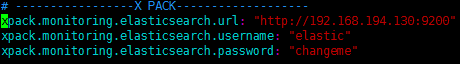 # -----------------X PACK-------------------
xpack.monitoring.elasticsearch.url: "http://192.168.194.130:9200"
xpack.monitoring.elasticsearch.username: "elastic"
xpack.monitoring.elasticsearch.password: "changeme"